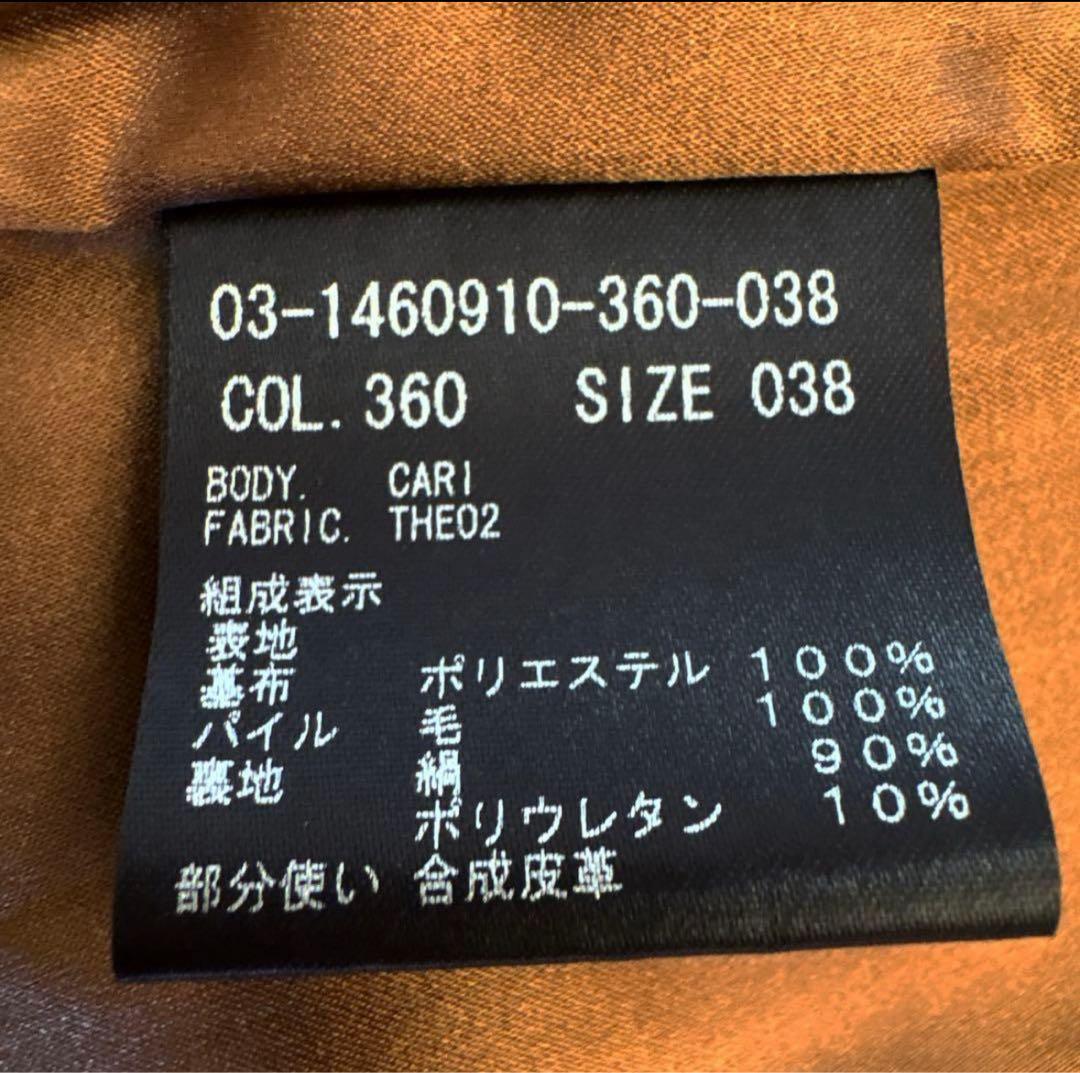 03-1460910-360-038
COL. 360 SIZE 038
BODY. CARI
FABRIC. THEO2
組成表示
表地
基布 ポリエステル 100%
パイル 毛 100%
裏地 絹 90%
ポリウレタン 10%
部分使い 合成皮革